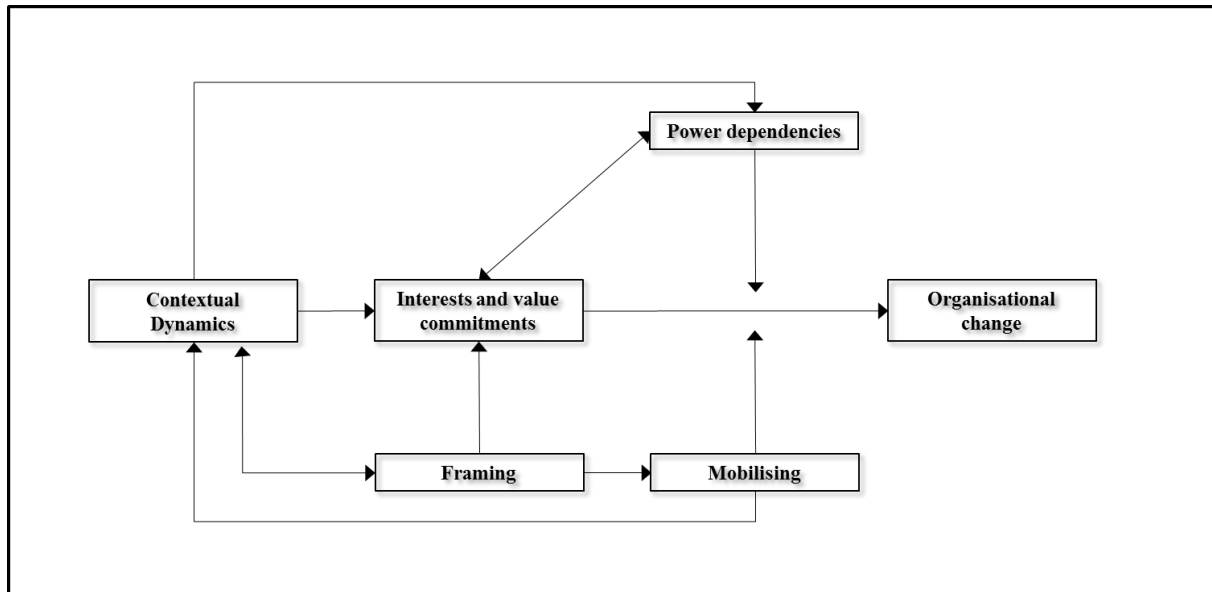 Power dependencies
Contextual
Dynamics
Interests and value
commitments
Organisational
change
Framing
Mobilising